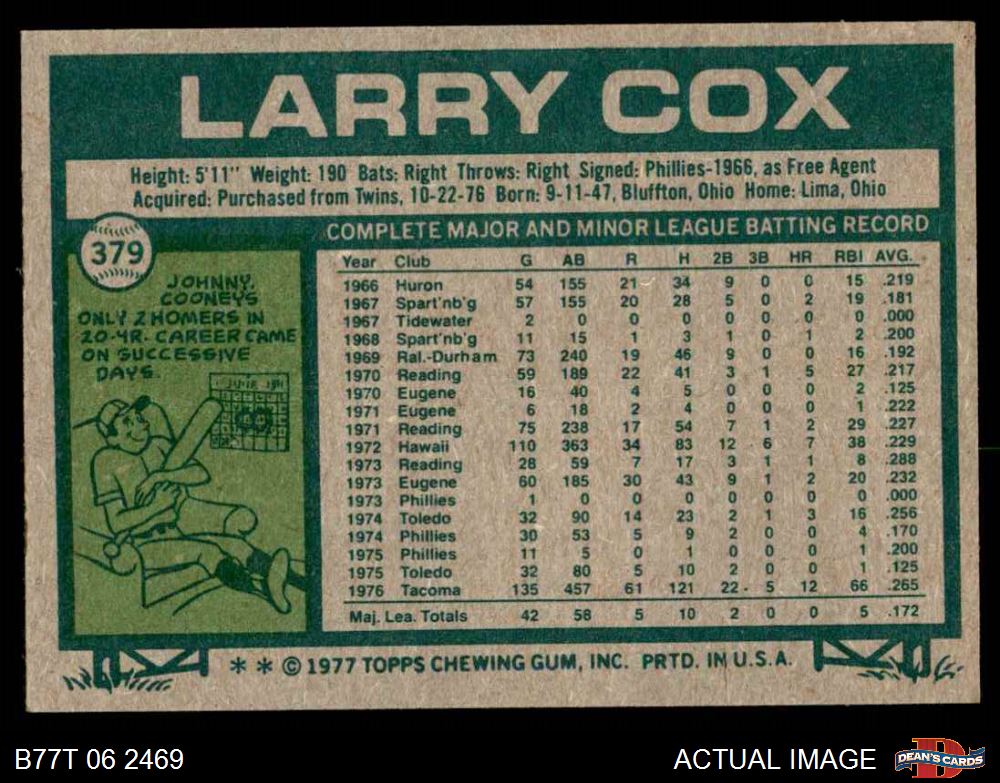 LARRY COX
Height: 5'11" Weight: 190 Bats: Right Throws: Right Signed: Phillies-1966, as Free Agent
Acquired: Purchased from Twins, 10-22-76 Born: 9-11-47, Bluffton, Ohio Home: Lima, Ohio
379
JOHNNY
COONEY'S
ONLY 2 HOMERS IN
20-YR. CAREER CAME
ON SUCCESSIVE
DAYS.
JUNE
COMPLETE MAJOR AND MINOR LEAGUE BATTING RECORD
Year Club G AB R H 2B 3B HR RBI AVG.
1966 Huron 54 155 21 34 9 0 0 15 .219
1967 Spart'nb'g 57 155 20 28 5 0 2 19 .181
1967 Tidewater 2 0 0 0 0 0 0 0 .000
1968 Spart'nb'g 11 15 1 3 1 0 1 2 .200
1969 Ral.-Durham 73 240 19 46 9 0 0 16 .192
1970 Reading 59 189 22 41 3 1 5 27 .217
1970 Eugene 16 40 4 5 0 0 0 2 .125
1971 Eugene 6 18 2 4 0 0 0 1 .222
1971 Reading 75 238 17 54 7 1 2 29 .227
1972 Hawaii 110 363 34 83 12 6 7 38 .229
1973 Reading 28 59 7 17 3 1 1 8 .288
1973 Eugene 60 185 30 43 9 1 2 20 .232
1973 Phillies 1 0 0 0 0 0 0 0 .000
1974 Toledo 32 90 14 23 2 1 3 16 .256
1974 Phillies 30 53 5 9 2 0 0 4 .170
1975 Phillies 11 5 0 1 0 0 0 1 .200
1975 Toledo 32 80 5 10 2 0 0 1 .125
1976 Tacoma 135 457 61 121 22 5 12 66 .265
Maj. Lea. Totals 42 58 5 10 2 0 0 5 .172
* * © 1977 TOPPS CHEWING GUM, INC. PRTD. IN U.S.A.
B77T 06 2469
ACTUAL IMAGE
D
DEAN'S CARDS